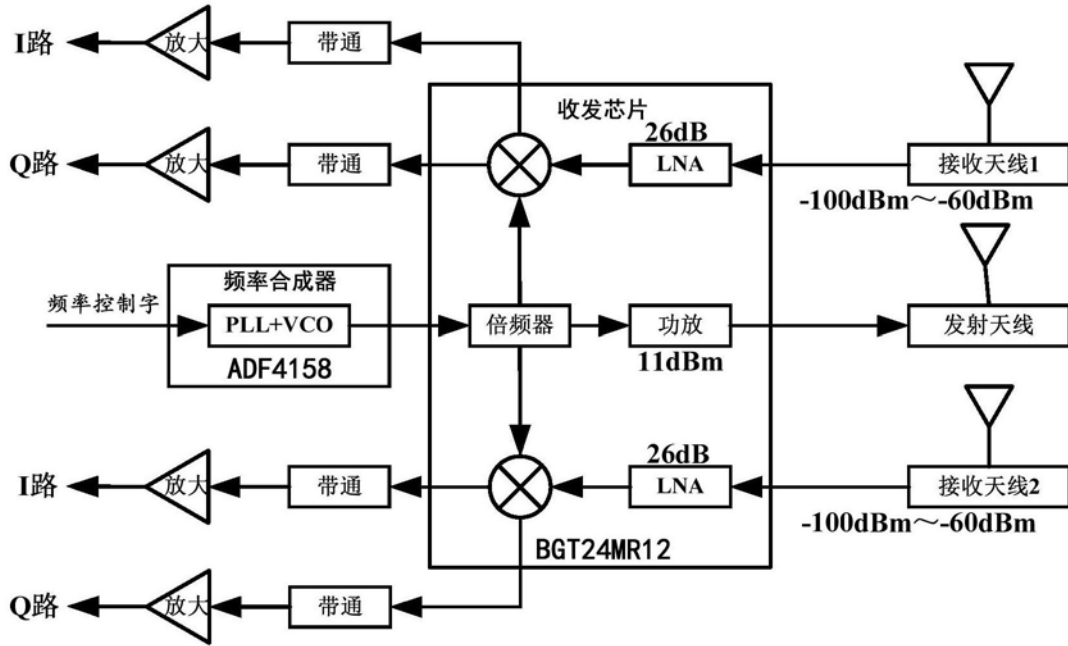 I路
放大
带通
收发芯片
26dB
Q路
放大
带通
LNA
接收天线1
-100dBm～-60dBm
频率合成器
频率控制字
PLL+VCO
倍频器
功放
发射天线
ADF4158
11dBm
26dB
I路
放大
带通
LNA
接收天线2
-100dBm～-60dBm
BGT24MR12
Q路
放大
带通